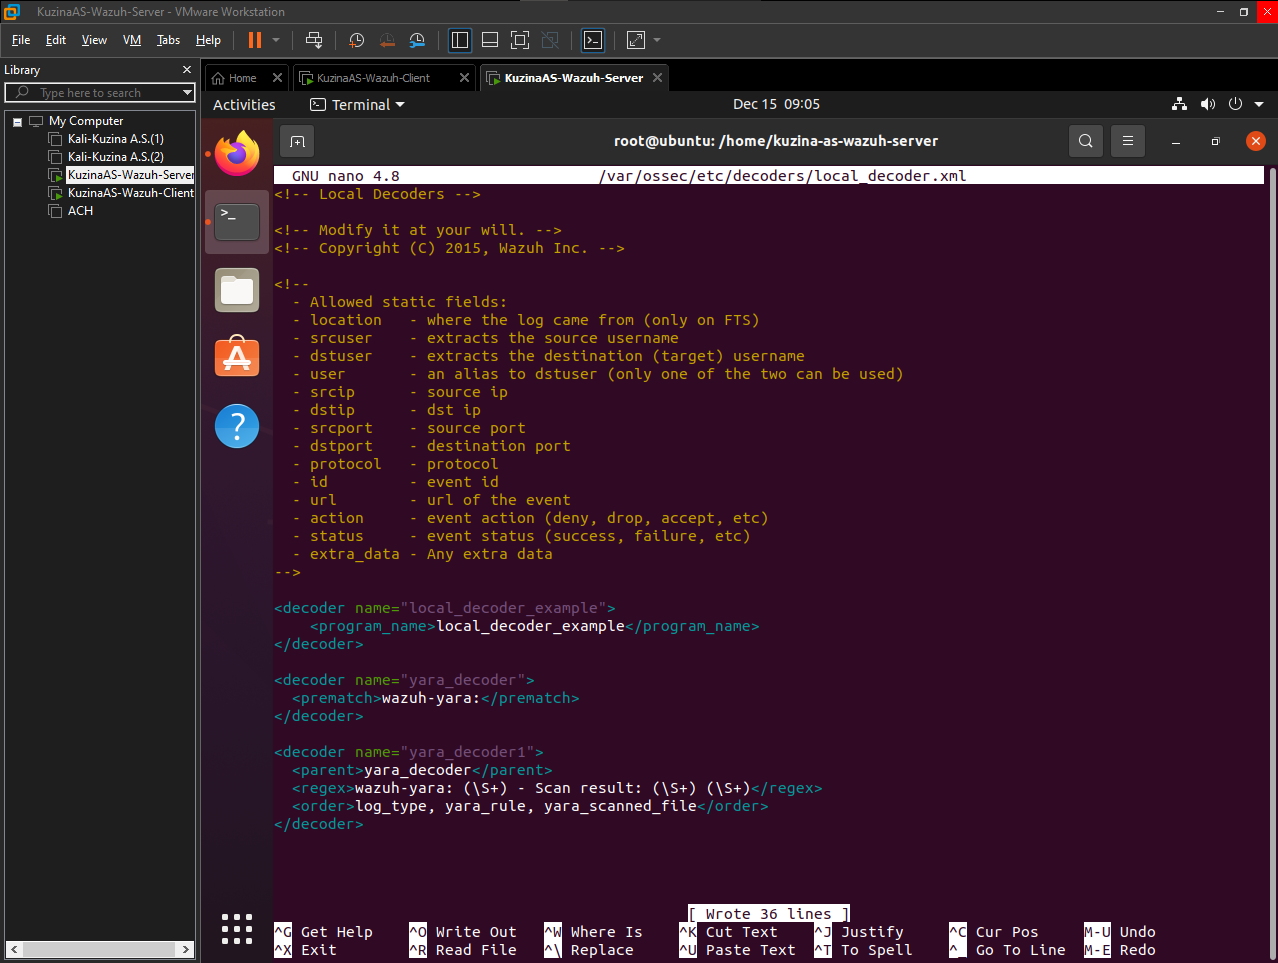 KuzinaAS-Wazuh-Server - VMware Workstation
File Edit View VM Tabs Help
Library
Type here to search
My Computer
Kali-Kuzina A.S.(1)
Kali-Kuzina A.S.(2)
KuzinaAS-Wazuh-Server
KuzinaAS-Wazuh-Client
ACH
Home
KuzinaAS-Wazuh-Client
KuzinaAS-Wazuh-Server
Activities
Terminal
Dec 15 09:05
root@ubuntu: /home/kuzina-as-wazuh-server
GNU nano 4.8 /var/ossec/etc/decoders/local_decoder.xml
<!-- Local Decoders -->
<!-- Modify it at your will. -->
<!-- Copyright (C) 2015, Wazuh Inc. -->
<!--
- Allowed static fields:
- location - where the log came from (only on FTS)
- srcuser - extracts the source username
- dstuser - extracts the destination (target) username
- user - an alias to dstuser (only one of the two can be used)
- srcip - source ip
- dstip - dst ip
- srcport - source port
- dstport - destination port
- protocol - protocol
- id - event id
- url - url of the event
- action - event action (deny, drop, accept, etc)
- status - event status (success, failure, etc)
- extra_data - Any extra data
-->
<decoder name="local_decoder_example">
<program_name>local_decoder_example</program_name>
</decoder>
<decoder name="yara_decoder">
<prematch>wazuh-yara:</prematch>
</decoder>
<decoder name="yara_decoder1">
<parent>yara_decoder</parent>
<regex>wazuh-yara: (\S+) - Scan result: (\S+) (\S+)</regex>
<order>log_type, yara_rule, yara_scanned_file</order>
</decoder>
[ Wrote 36 lines ]
^G Get Help ^O Write Out ^W Where Is ^K Cut Text ^J Justify ^C Cur Pos M-U Undo
^X Exit ^R Read File ^\ Replace ^U Paste Text ^T To Spell ^_ Go To Line M-E Redo